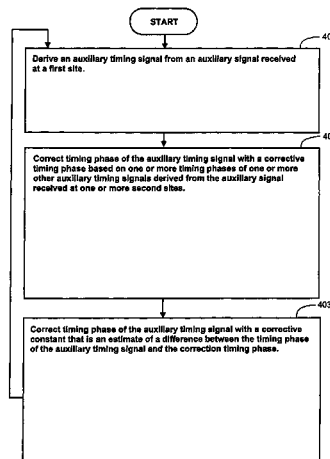 START
40
Derive an auxiliary timing signal from an auxiliary signal received
at a first site.
40
Correct timing phase of the auxiliary timing signal with a corrective
timing phase based on one or more timing phases of one or more
other auxiliary timing signals derived from the auxiliary signal
received at one or more second sites.
403
Correct timing phase of the auxiliary timing signal with a corrective
constant that is an estimate of a difference between the timing phase
of the auxiliary timing signal and the correction timing phase.